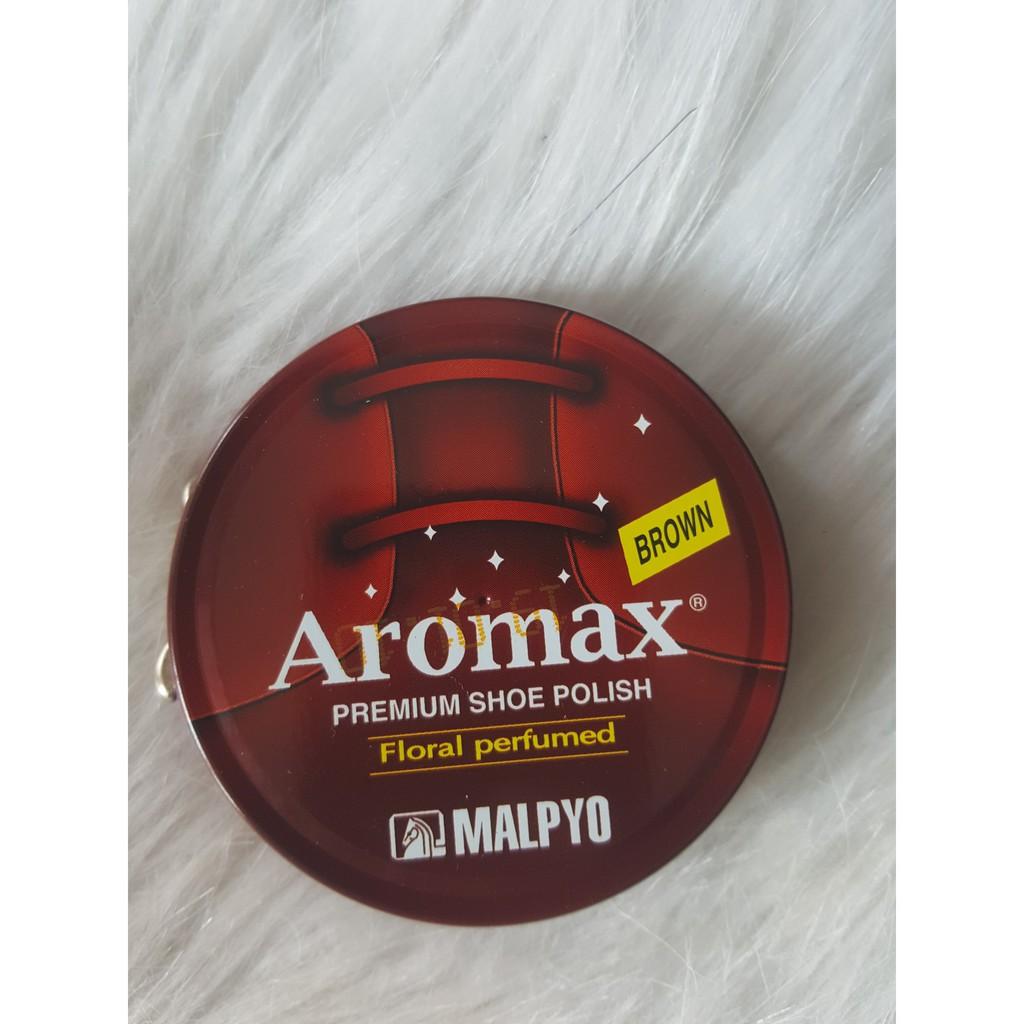 BROWN
Aromax®
PREMIUM SHOE POLISH
Floral perfumed
MALPYO